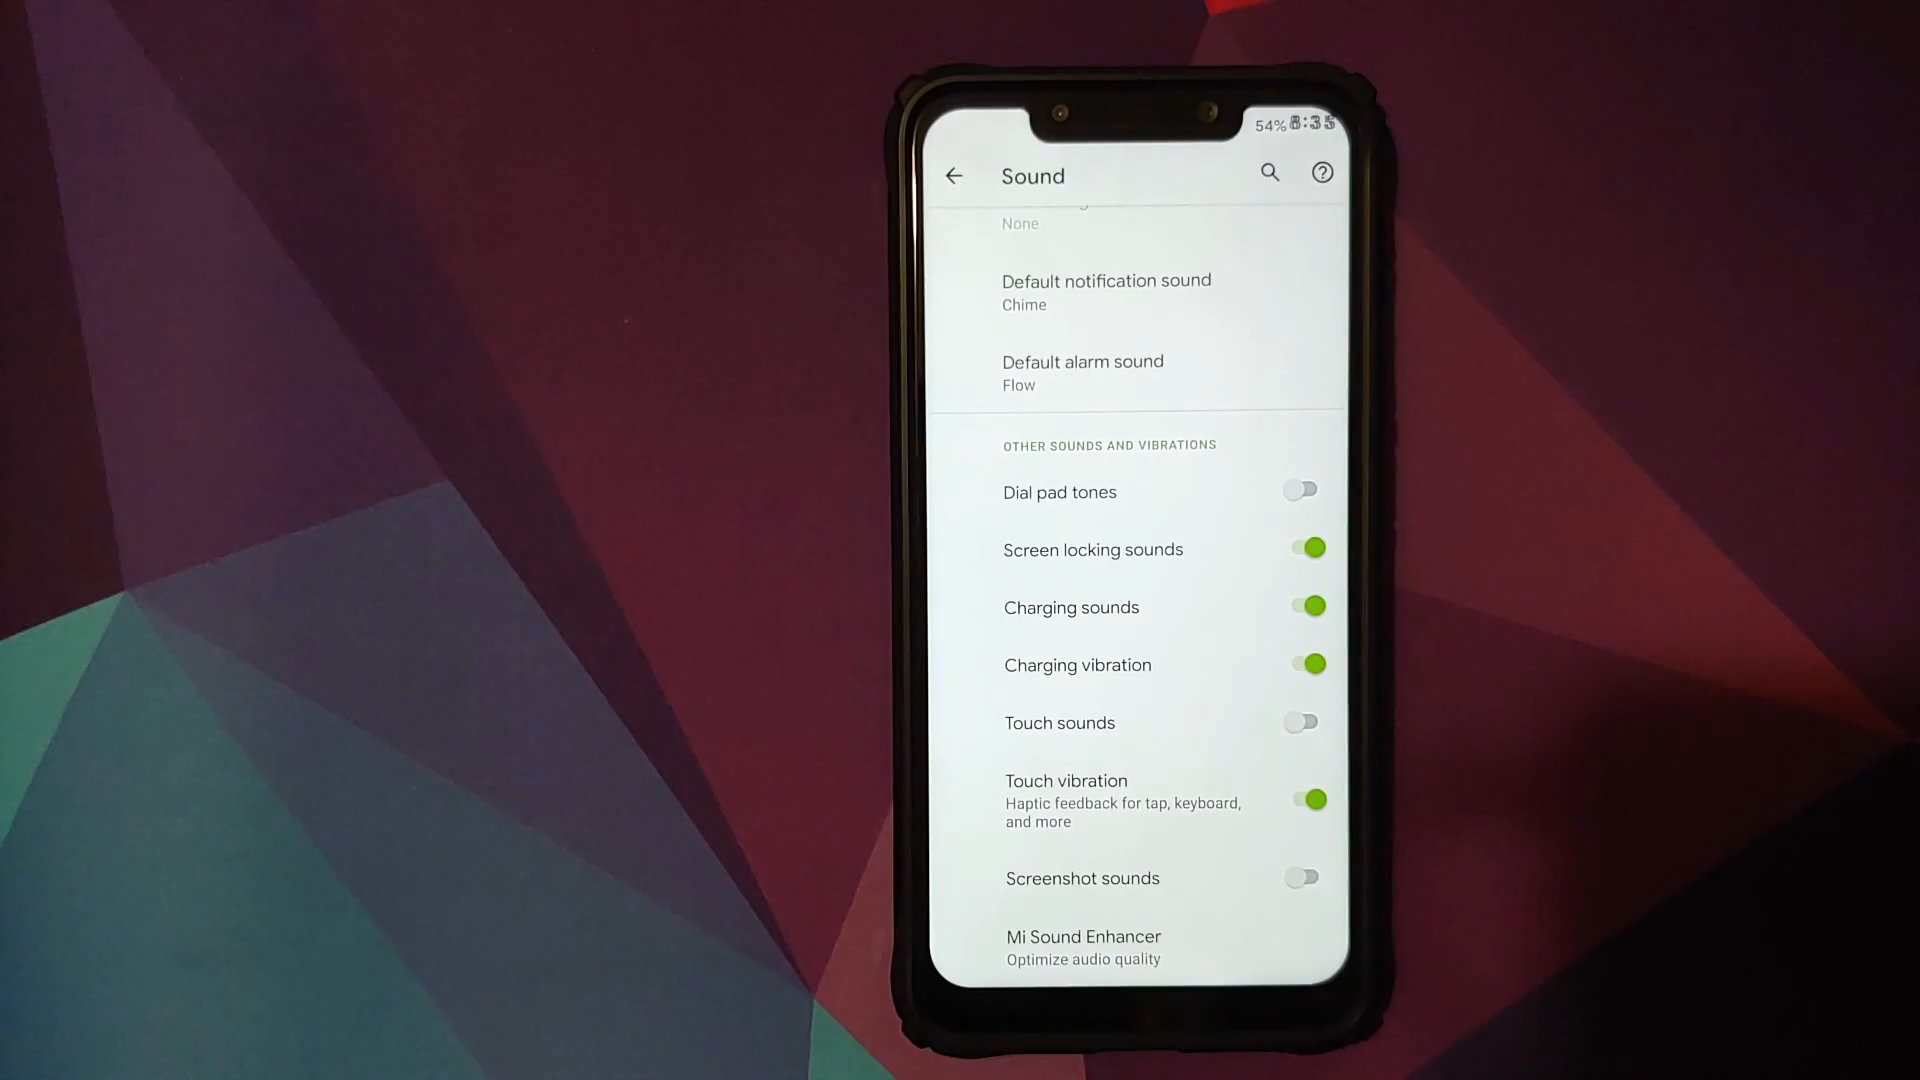 54% 8:35
Sound
None
Default notification sound
Chime
Default alarm sound
Flow
OTHER SOUNDS AND VIBRATIONS
Dial pad tones
Screen locking sounds
Charging sounds
Charging vibration
Touch sounds
Touch vibration
Haptic feedback for tap, keyboard,
and more
Screenshot sounds
Mi Sound Enhancer
Optimize audio quality